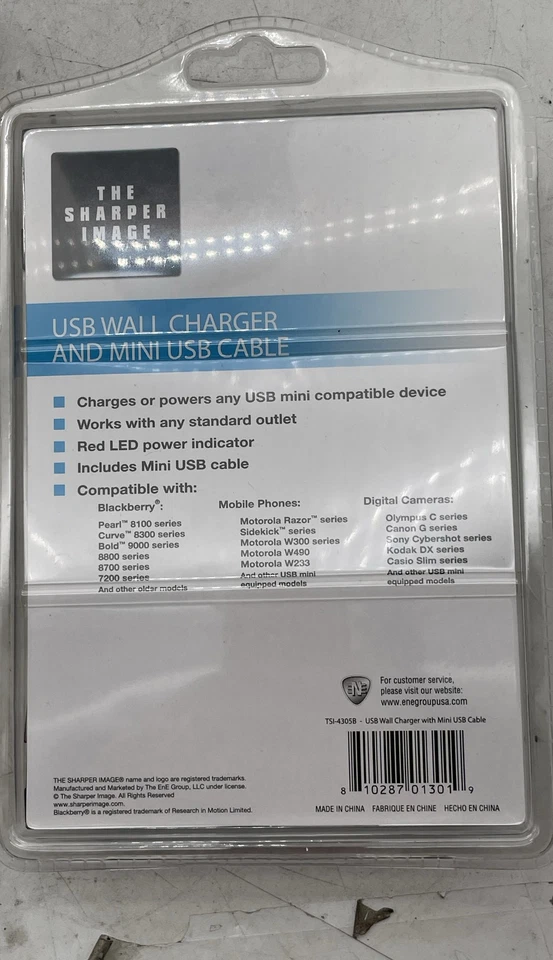 THE
SHARPER
IMAGE
USB WALL CHARGER
AND MINI USB CABLE
Charges or powers any USB mini compatible device
Works with any standard outlet
Red LED power indicator
Includes Mini USB cable
Compatible with:
Blackberry®:
Pearl™ 8100 series
Curve™ 8300 series
Bold™ 9000 series
8800 series
8700 series
7200 series
And other older models
Mobile Phones:
Motorola Razor™ series
Sidekick™ series
Motorola W300 series
Motorola W490
Motorola W233
And other USB mini
equipped models
Digital Cameras:
Olympus C series
Canon G series
Sony Cybershot series
Kodak DX series
Casio Slim series
And other USB mini
equipped models
ENE
For customer service,
please visit our website:
www.enegroupusa.com
TSI-4305B - USB Wall Charger with Mini USB Cable
8 10287 01301 9
MADE IN CHINA FABRIQUE EN CHINE HECHO EN CHINA
THE SHARPER IMAGE® name and logo are registered trademarks.
Manufactured and Marketed by The EnE Group, LLC under license.
© The Sharper Image. All Rights Reserved
www.sharperimage.com.
Blackberry® is a registered trademark of Research in Motion Limited.